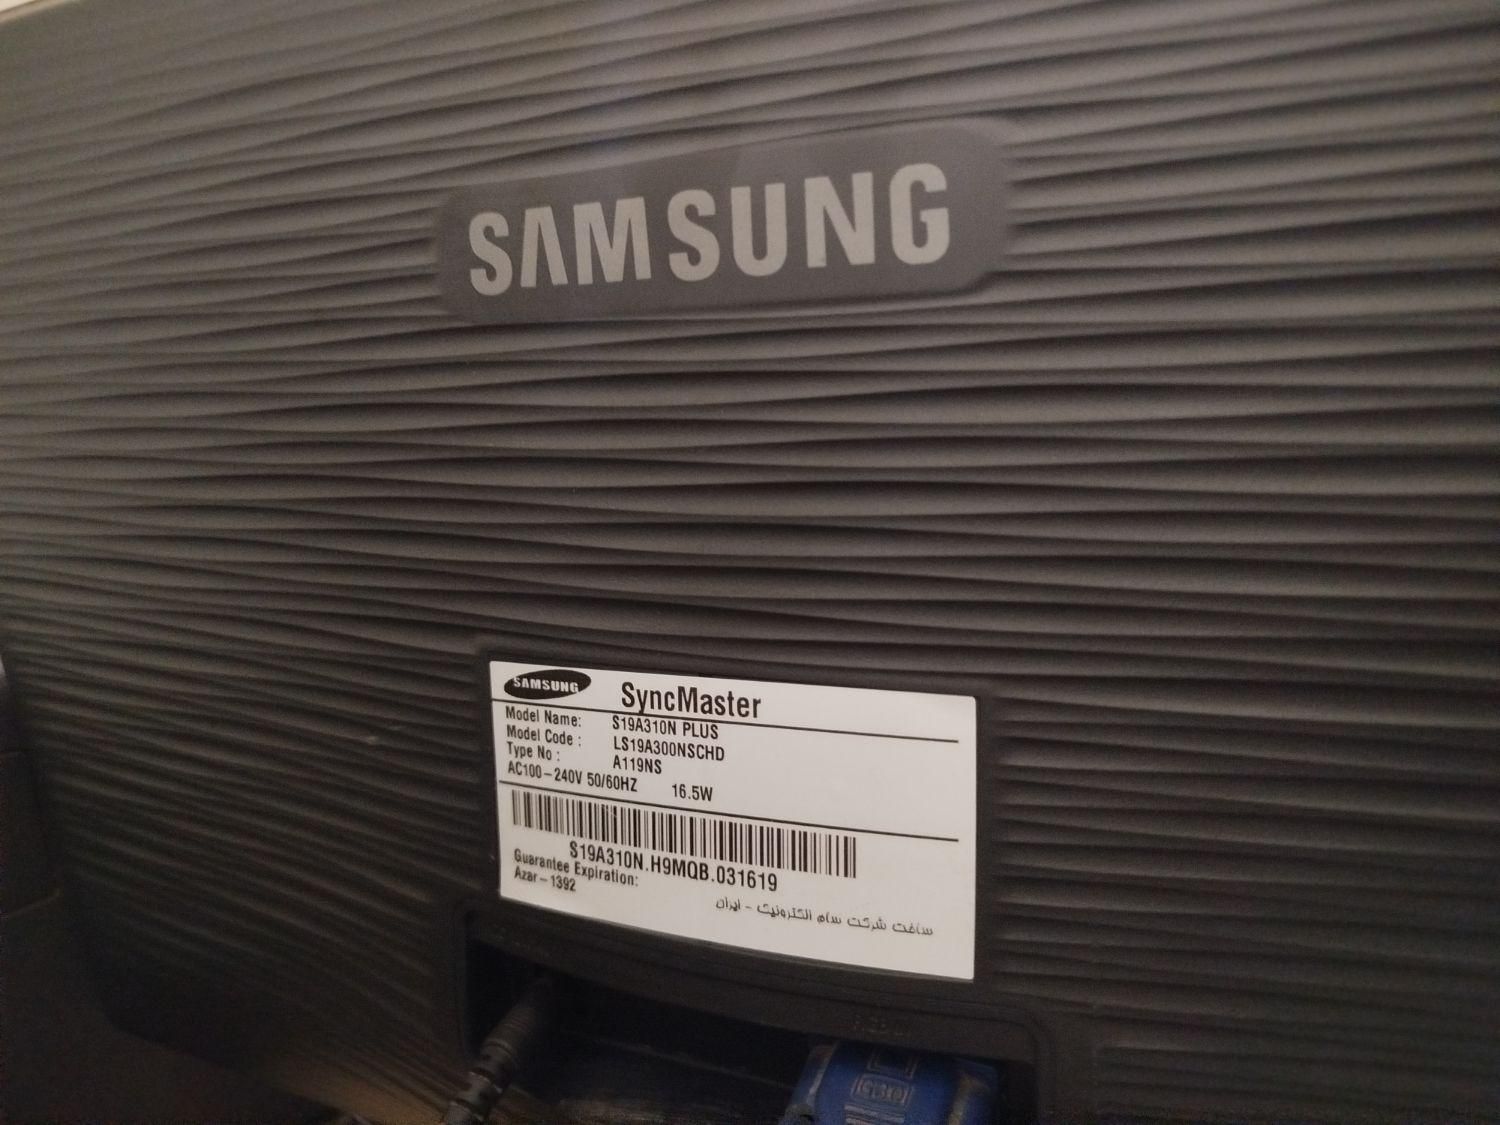 SAMSUNG
SAMSUNG SyncMaster
Model Name: S19A310N PLUS
Model Code : LS19A300NSCHD
Type No : A119NS
AC100-240V 50/60HZ 16.5W
S19A310N.H9MQB.031619
Guarantee Expiration:
Azar-1392
ساخت شرکت سام الکترونیک - ایران